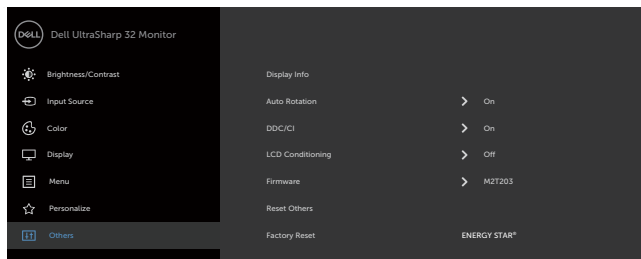 DELL Dell UltraSharp 32 Monitor
Brightness/Contrast Display Info
Input Source Auto Rotation On
Color DDC/CI On
Display LCD Conditioning Off
Menu Firmware M2T203
Personalize Reset Others
Others Factory Reset ENERGY STAR®